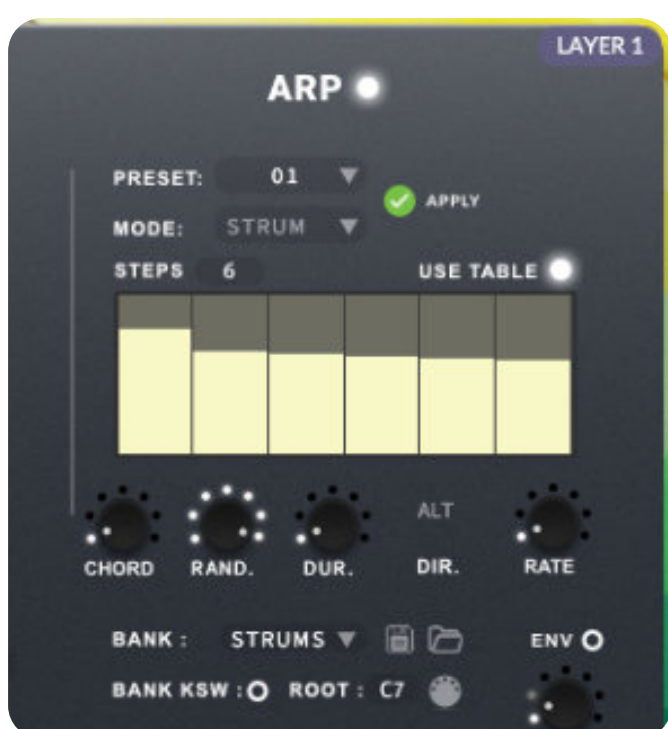 LAYER 1
ARP
PRESET: 01
APPLY
MODE: STRUM
STEPS 6 USE TABLE
ALT
CHORD RAND. DUR. DIR. RATE
BANK : STRUMS ENV
BANK KSW : ROOT : C7